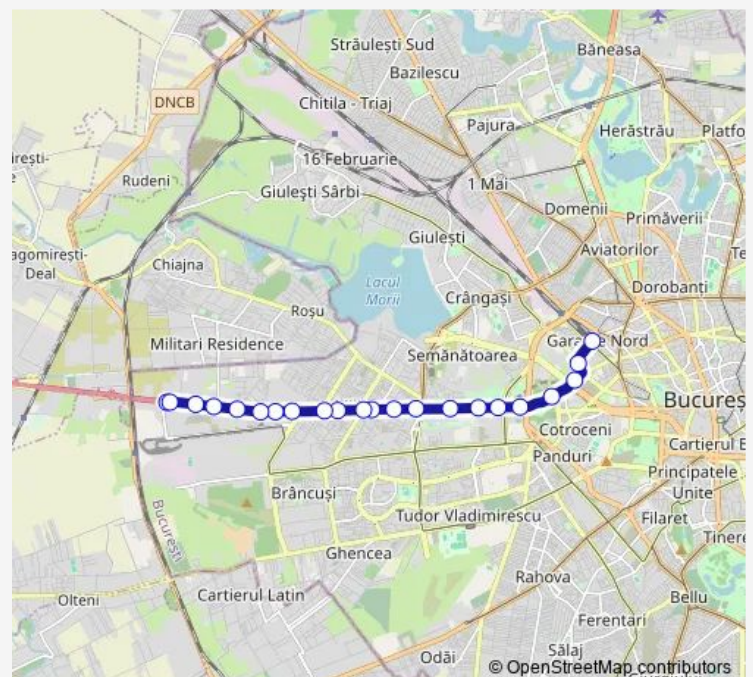 Străulești Sud
Băneasa
Bazilescu
DNCB
Chitila - Triaj
Pajura
Herăstrău
Platfo
16 Februarie
irești-
Rudeni
Giulești Sârbi
1 Mai
Domenii
Primăverii
Giulești
Aviatorilor
Te
agomirești-
Deal
Chiajna
Lacul
Morii
Crângași
Dorobanți
Roșu
Militari Residence
Semănătoarea
Gara de Nord
Bucureș
Cotroceni
Cartierul E
Panduri
Principatele
Unite
Brâncuși
Tudor Vladimirescu
Filaret
București
Tinere
Ghencea
Rahova
Olteni
Cartierul Latin
Bellu
Ferentari
Odăi
Sălaj
© OpenStreetMap contributors